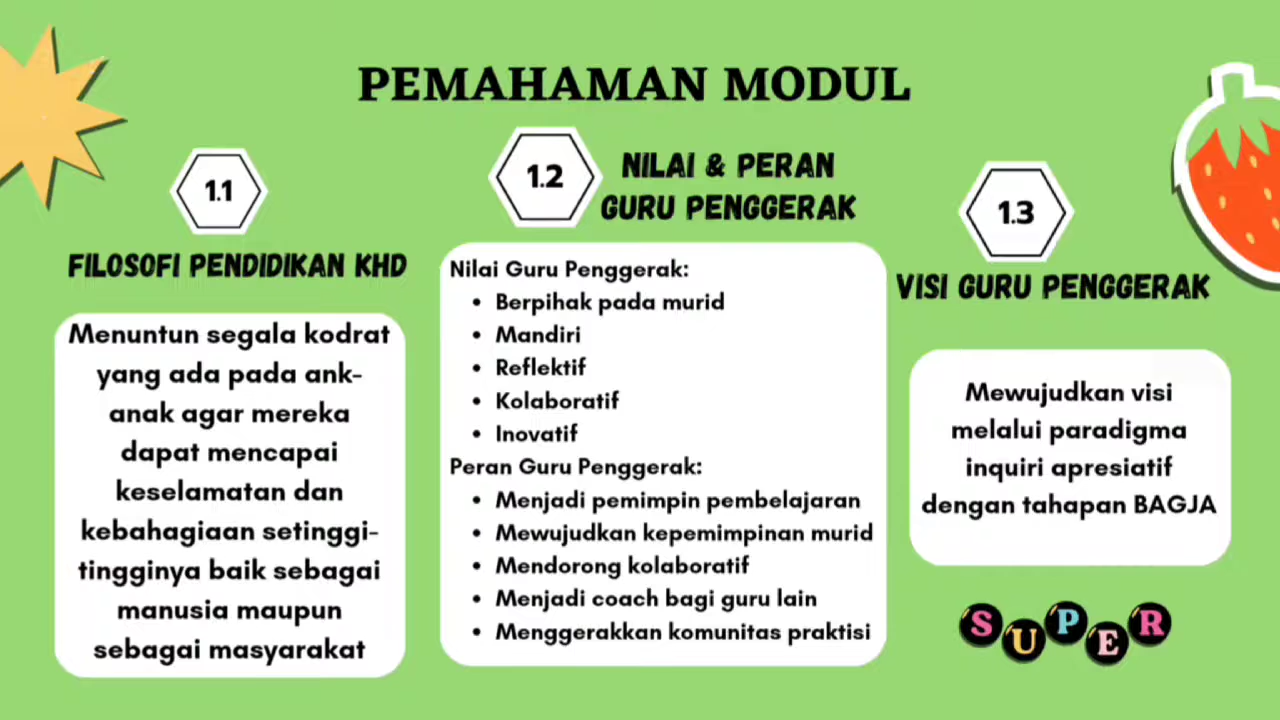 PEMAHAMAN MODUL
1.1
FILOSOFI PENDIDIKAN KHD
Menuntun segala kodrat
yang ada pada ank-
anak agar mereka
dapat mencapai
keselamatan dan
kebahagiaan setinggi-
tingginya baik sebagai
manusia maupun
sebagai masyarakat
1.2
NILAI & PERAN
GURU PENGGERAK
Nilai Guru Penggerak:
• Berpihak pada murid
• Mandiri
• Reflektif
• Kolaboratif
• Inovatif
Peran Guru Penggerak:
• Menjadi pemimpin pembelajaran
• Mewujudkan kepemimpinan murid
• Mendorong kolaboratif
• Menjadi coach bagi guru lain
• Menggerakkan komunitas praktisi
1.3
VISI GURU PENGGERAK
Mewujudkan visi
melalui paradigma
inquiri apresiatif
dengan tahapan BAGJA
SUPER